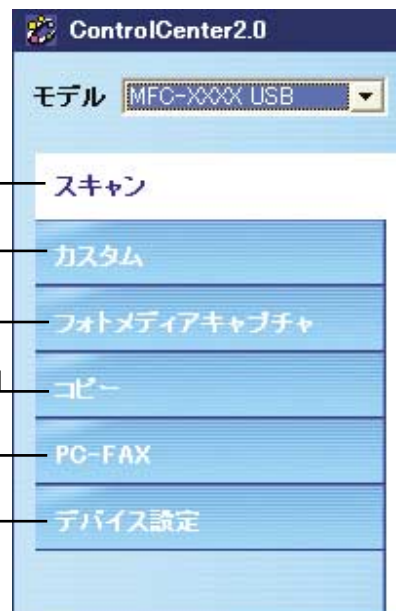 ControlCenter2.0
モデル MFC-XXXX USB
スキャン
カスタム
フォトメディアキャプチャ
コピー
PC-FAX
デバイス設定